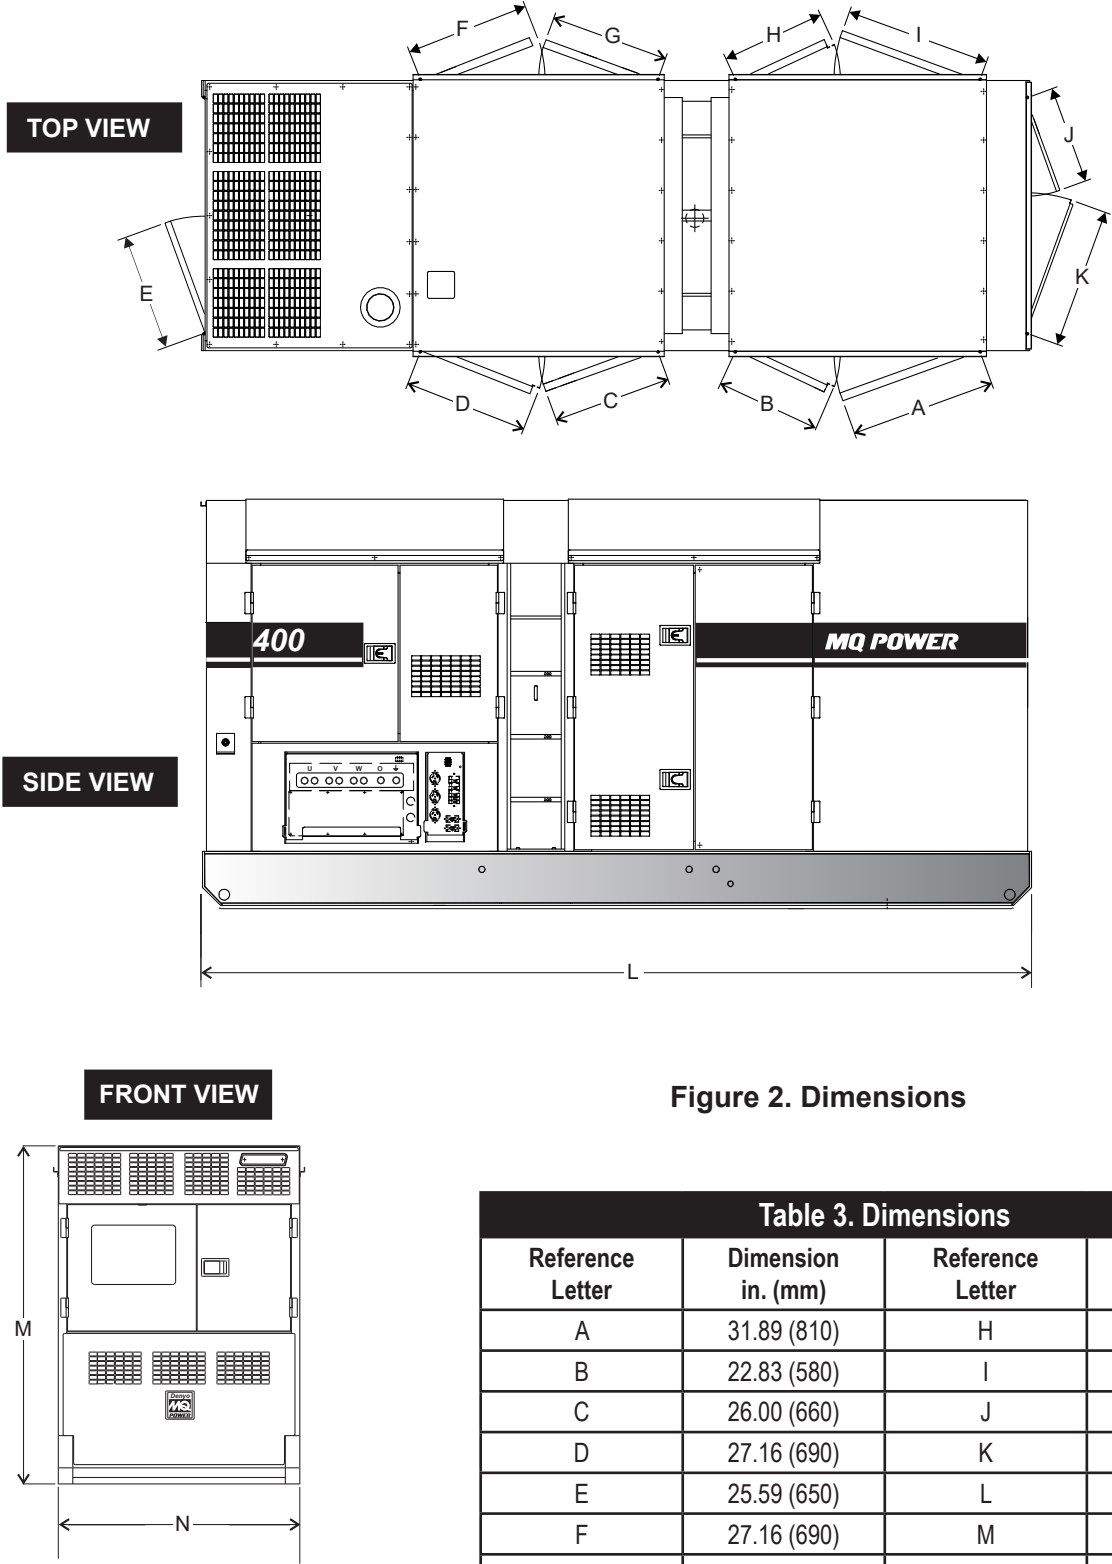 F
G
H
I
TOP VIEW
J
E
K
D
C
B
A
400
MQ POWER
U V W O
SIDE VIEW
L
FRONT VIEW
Figure 2. Dimensions
M
Denyo
MQ
POWER
N
Table 3. Dimensions
Reference Letter Dimension in. (mm) Reference Letter
A 31.89 (810) H
B 22.83 (580) I
C 26.00 (660) J
D 27.16 (690) K
E 25.59 (650) L
F 27.16 (690) M